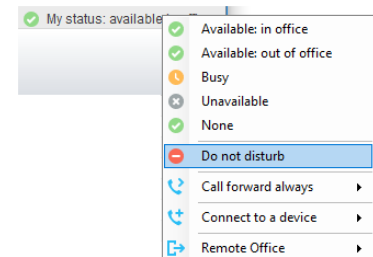 My status: available
Available: in office
Available: out of office
Busy
Unavailable
None
Do not disturb
Call forward always
Connect to a device
Remote Office